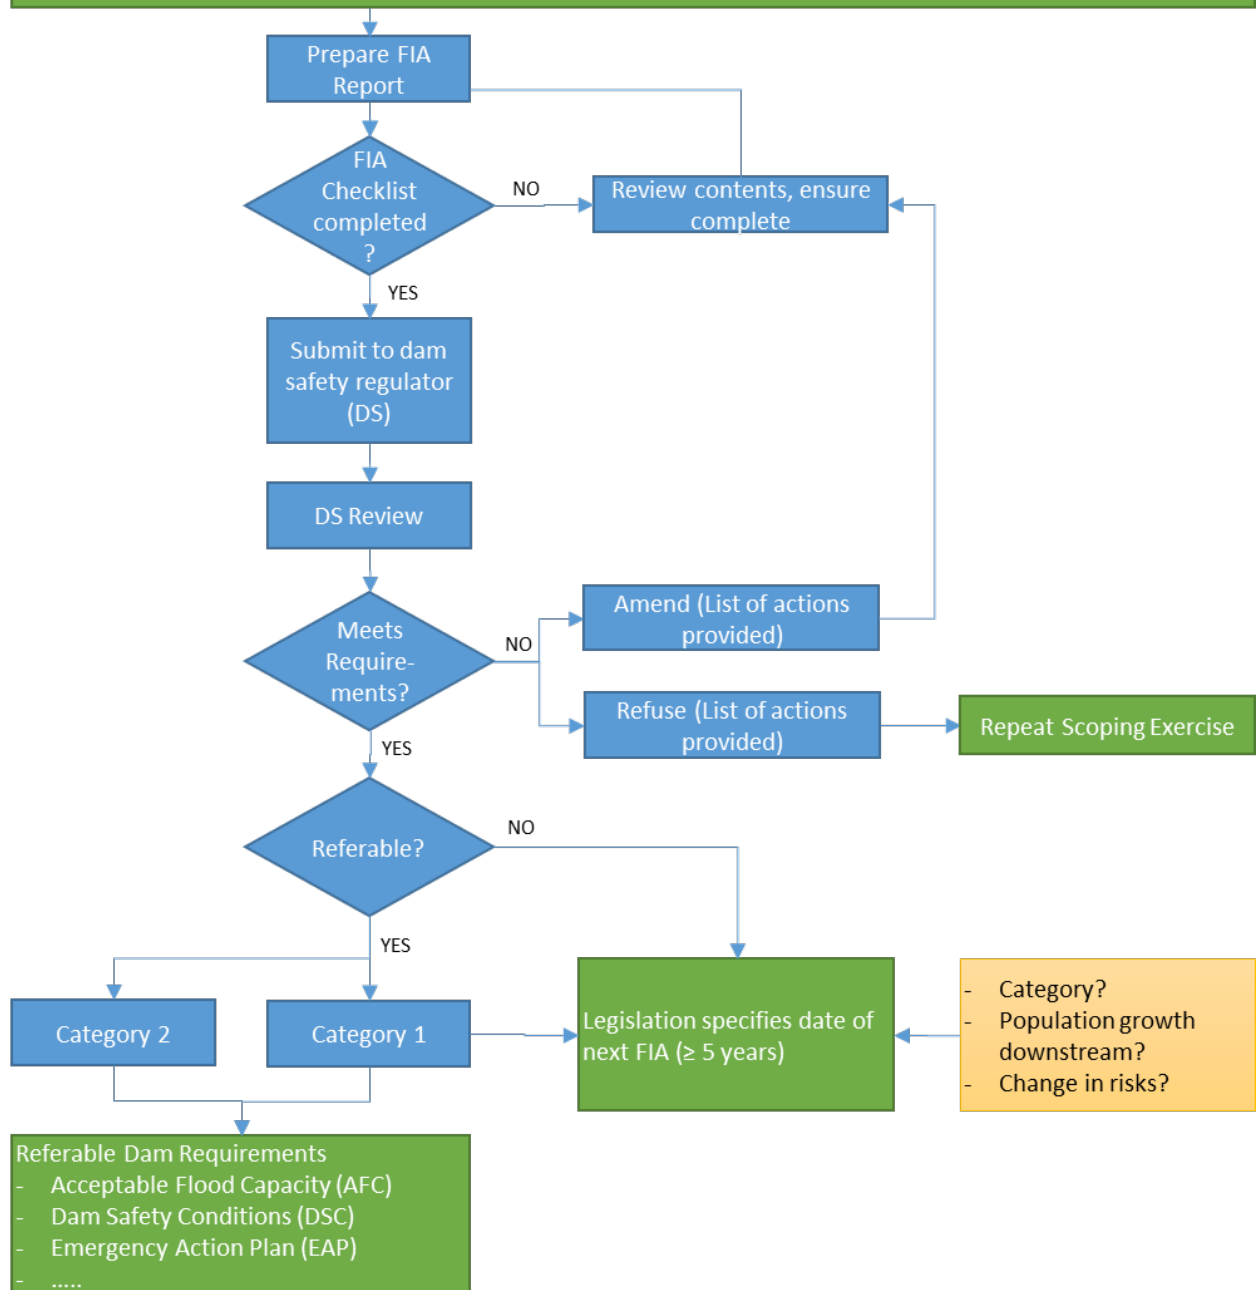 Prepare FIA
Report
FIA
Checklist
completed
?
NO
Review contents, ensure
complete
YES
Submit to dam
safety regulator
(DS)
DS Review
Meets
Require-
ments?
NO
Amend (List of actions
provided)
Refuse (List of actions
provided)
Repeat Scoping Exercise
YES
Referable?
NO
YES
Category 2
Category 1
Legislation specifies date of
next FIA (≥ 5 years)
- Category?
- Population growth
downstream?
- Change in risks?
Referable Dam Requirements
- Acceptable Flood Capacity (AFC)
- Dam Safety Conditions (DSC)
- Emergency Action Plan (EAP)
- .....